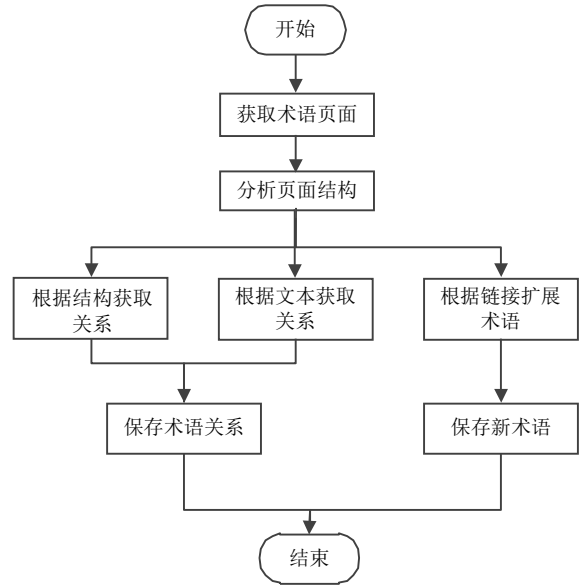 开始
获取术语页面
分析页面结构
根据结构获取
关系
根据文本获取
关系
根据链接扩展
术语
保存术语关系
保存新术语
结束